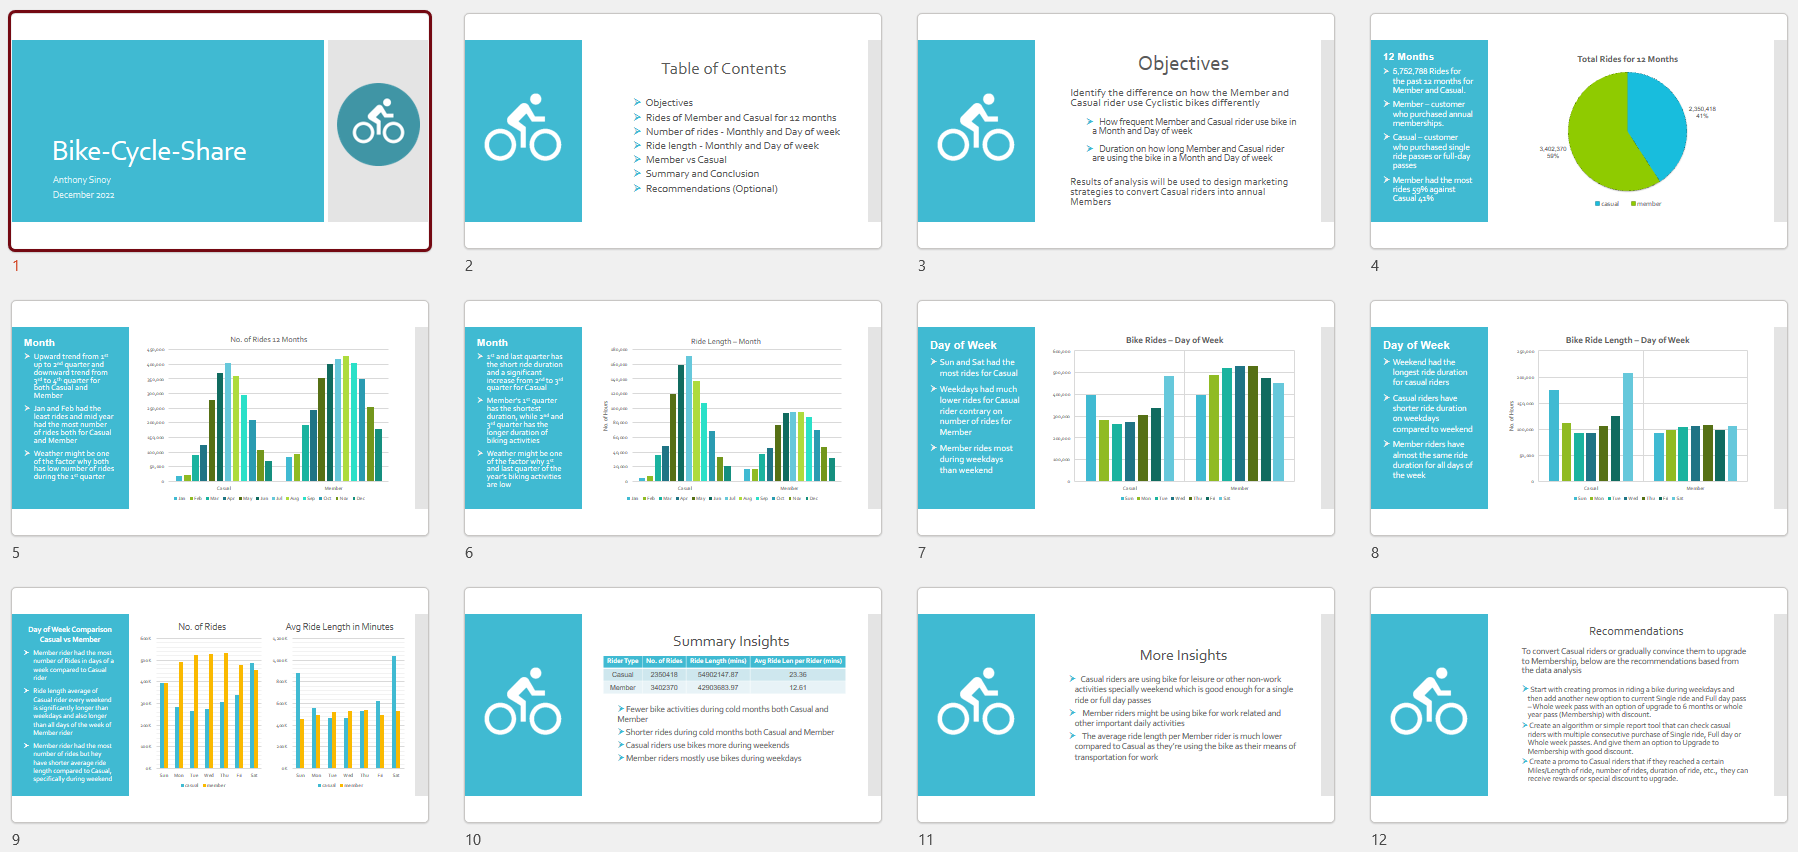 Bike-Cycle-Share
Anthony Sinoy
December 2022
1
Table of Contents
Objectives
Rides of Member and Casual for 12 months
Number of rides - Monthly and Day of week
Ride length - Monthly and Day of week
Member vs Casual
Summary and Conclusion
Recommendations (Optional)
2
Objectives
Identify the difference on how the Member and
Casual rider use Cyclistic bikes differently
How frequent Member and Casual rider use bike in
a Month and Day of week
Duration on how long Member and Casual rider
are using the bike in a Month and Day of week
Results of analysis will be used to design marketing
strategies to convert Casual riders into annual
Members
3
12 Months
5,752,788 Rides for
the past 12 months for
Member and Casual.
Member – customer
who purchased annual
memberships.
Casual – customer
who purchased single
ride passes or full-day
passes
Member had the most
rides 59% against
Casual 41%
Total Rides for 12 Months
2,350,418
41%
3,402,370
59%
casual member
4
Month
Upward trend from 1st
up to 2nd quarter and
downward trend from
3rd to 4th quarter for
both Casual and
Member
Jan and Feb had the
least rides and mid year
had the most number
of rides both for Casual
and Member
Weather might be one
of the factor why both
has low number of rides
during the 1st quarter
No. of Rides 12 Months
Casual Member
Jan Feb Mar Apr May Jun Jul Aug Sep Oct Nov Dec
5
Month
1st and last quarter has
the short ride duration
and a significant
increase from 2nd to 3rd
quarter for Casual
Member's 1st quarter
has the shortest
duration, while 2nd and
3rd quarter has the
longer duration of
biking activities
Weather might be one
of the factor why 1st
and last quarter of the
year's biking activities
are low
Ride Length – Month
No. of Hours
Casual Member
Jan Feb Mar Apr May Jun Jul Aug Sep Oct Nov Dec
6
Day of Week
Sun and Sat had the
most rides for Casual
Weekdays had much
lower rides for Casual
rider contrary on
number of rides for
Member
Member rides most
during weekdays
than weekend
Bike Rides – Day of Week
Casual Member
Sun Mon Tue Wed Thu Fri Sat
7
Day of Week
Weekend had the
longest ride duration
for casual riders
Casual riders have
shorter ride duration
on weekdays
compared to weekend
Member riders have
almost the same ride
duration for all days of
the week
Bike Ride Length – Day of Week
No. of Hours
Casual Member
Sun Mon Tue Wed Thu Fri Sat
8
Day of Week Comparison
Casual vs Member
Member rider had the most
number of Rides in days of a
week compared to Casual
rider
Ride length average of
Casual rider every weekend
is significantly longer than
weekdays and also longer
than all days of the week of
Member rider
Member rider had the most
number of rides but hey
have shorter average ride
length compared to Casual,
specifically during weekend
No. of Rides
Sun Mon Tue Wed Thu Fri Sat
casual member
Avg Ride Length in Minutes
Sun Mon Tue Wed Thu Fri Sat
casual member
9
Summary Insights
Rider Type No. of Rides Ride Length (mins) Avg Ride Len per Rider (mins)
Casual 2350418 54902147.87 23.36
Member 3402370 42903683.97 12.61
Fewer bike activities during cold months both Casual and
Member
Shorter rides during cold months both Casual and Member
Casual riders use bikes more during weekends
Member riders mostly use bikes during weekdays
10
More Insights
Casual riders are using bike for leisure or other non-work
activities specially weekend which is good enough for a single
ride or full day passes
Member riders might be using bike for work related and
other important daily activities
The average ride length per Member rider is much lower
compared to Casual as they're using the bike as their means of
transportation for work
11
Recommendations
To convert Casual riders or gradually convince them to upgrade
to Membership, below are the recommendations based from
the data analysis
Start with creating promos in riding a bike during weekdays and
then add another new option to current Single ride and Full day pass
– Whole week pass with an option of upgrade to 6 months or whole
year pass (Membership) with discount.
Create an algorithm or simple report tool that can check casual
riders with multiple consecutive purchase of Single ride, Full day or
Whole week passes. And give them an option to Upgrade to
Membership with good discount.
Create a promo to Casual riders that if they reached a certain
Miles/Length of ride, number of rides, duration of ride, etc., they can
receive rewards or special discount to upgrade.
12